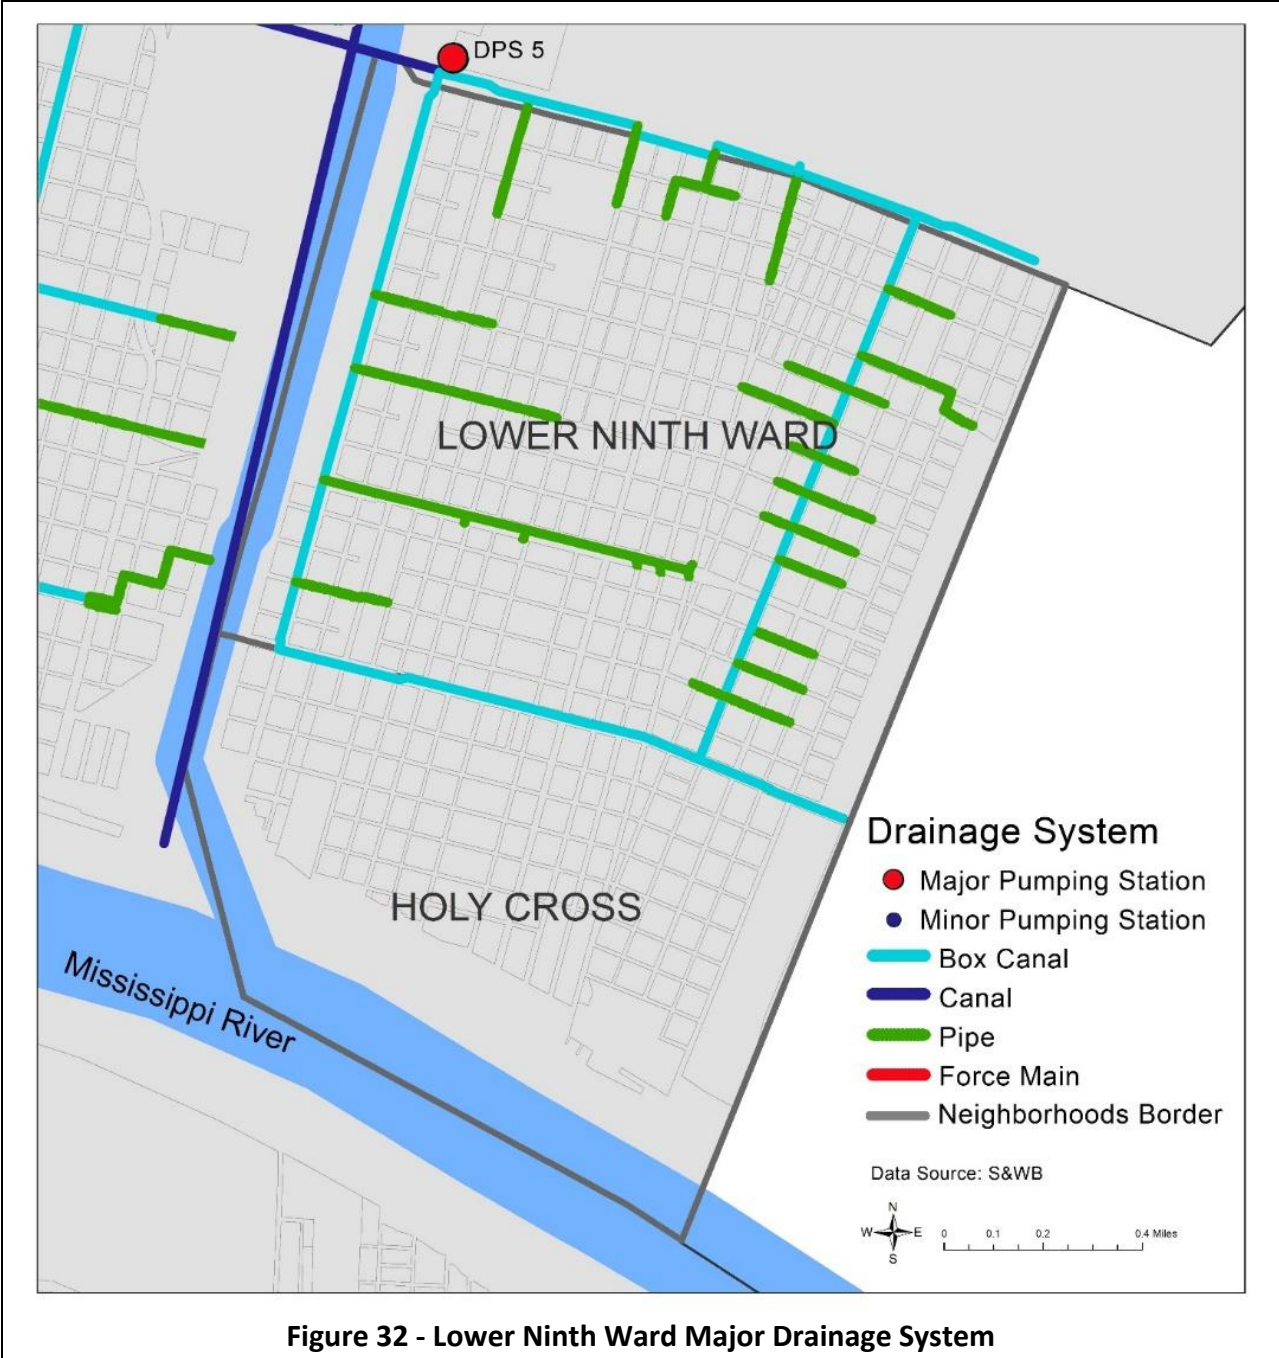 DPS 5
LOWER NINTH WARD
HOLY CROSS
Mississippi River
Drainage System
Major Pumping Station
Minor Pumping Station
Box Canal
Canal
Pipe
Force Main
Neighborhoods Border
Data Source: S&WB
N
W E
S
0 0.1 0.2 0.4 Miles
Figure 32 - Lower Ninth Ward Major Drainage System